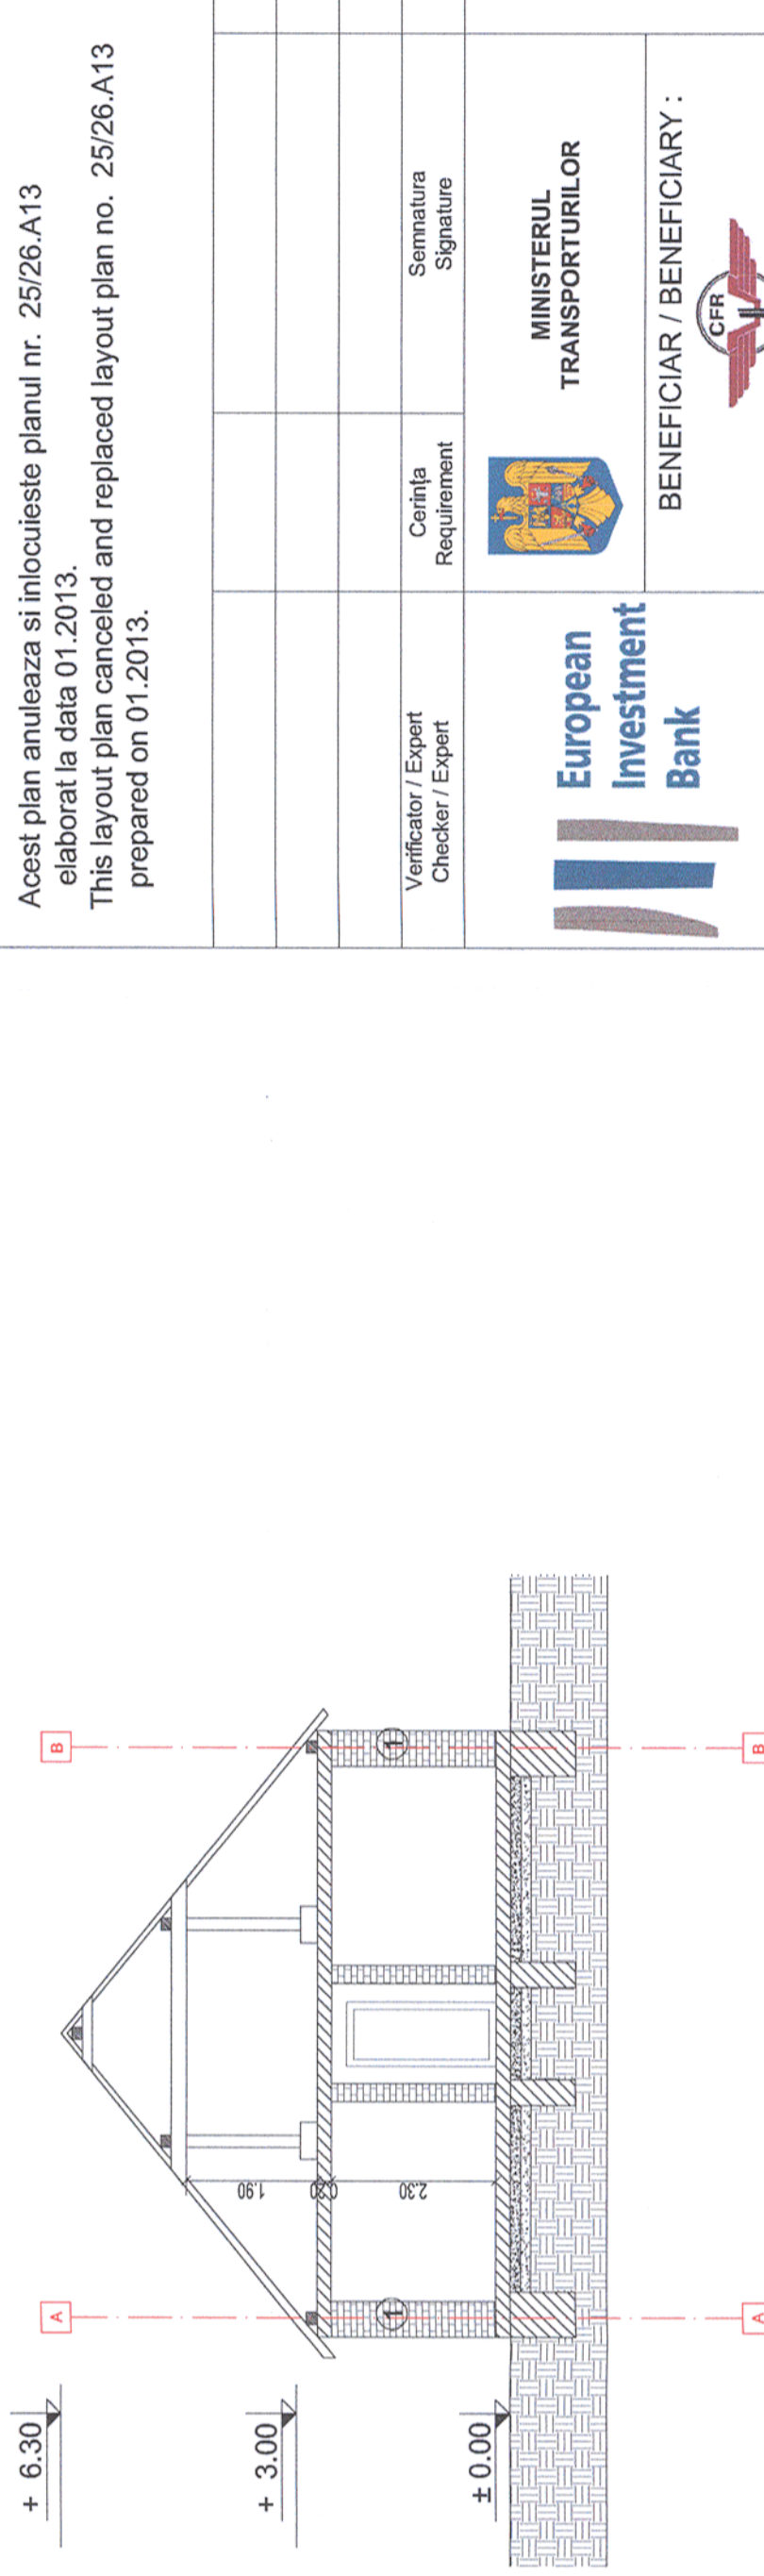 Acest plan anuleaza si inlocuieste planul nr. 25/26.A13
elaborat la data 01.2013.
This layout plan canceled and replaced layout plan no. 25/26.A13
prepared on 01.2013.
Verificator / Expert
Checker / Expert
Cerința
Requirement
Semnatura
Signature
European
Investment
Bank
MINISTERUL
TRANSPORTURILOR
BENEFICIAR / BENEFICIARY :
CFR
+ 6.30
+ 3.00
± 0.00
A
B
1.90
0.20
2.30
1
1
A
B